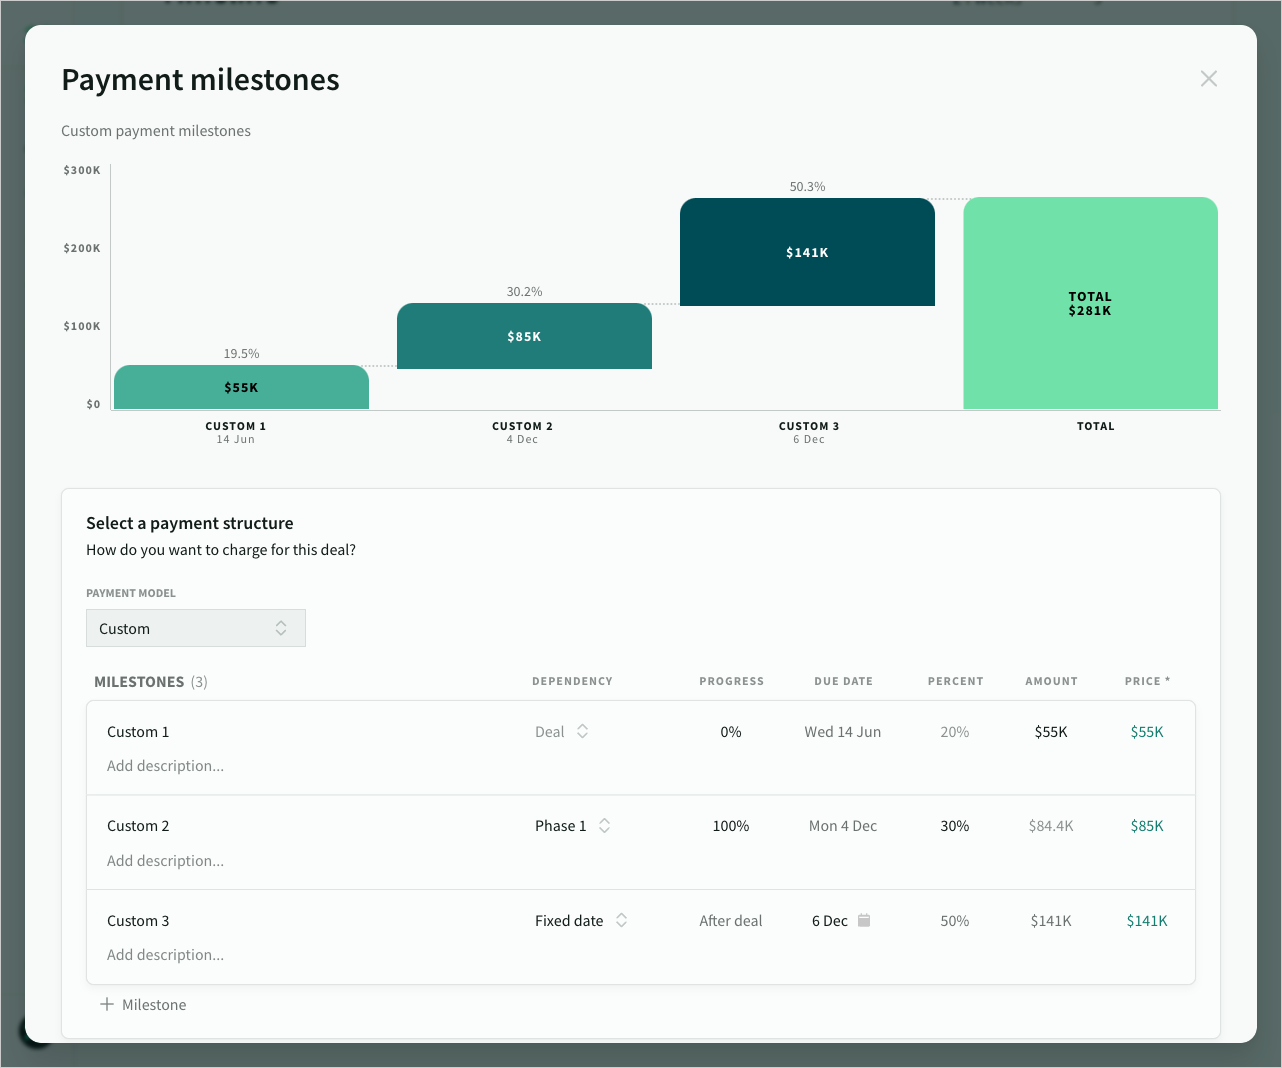 Payment milestones
Custom payment milestones
$300K
$200K
$100K
$0
19.5%
$55K
30.2%
$85K
50.3%
$141K
TOTAL
$281K
CUSTOM 1
14 Jun
CUSTOM 2
4 Dec
CUSTOM 3
6 Dec
TOTAL
Select a payment structure
How do you want to charge for this deal?
PAYMENT MODEL
Custom
MILESTONES (3) DEPENDENCY PROGRESS DUE DATE PERCENT AMOUNT PRICE *
Custom 1 Deal 0% Wed 14 Jun 20% $55K $55K
Add description...
Custom 2 Phase 1 100% Mon 4 Dec 30% $84.4K $85K
Add description...
Custom 3 Fixed date After deal 6 Dec 50% $141K $141K
Add description...
+ Milestone